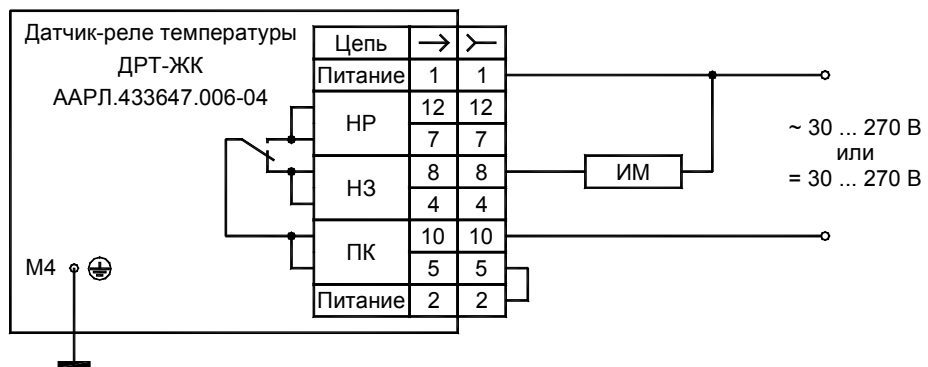 Датчик-реле температуры
ДРТ-ЖК
ААРЛ.433647.006-04
Цепь
Питание 1 1
НР 12 12
7 7
НЗ 8 8
4 4
ПК 10 10
5 5
Питание 2 2
ИМ
~ 30 ... 270 В
или
= 30 ... 270 В
М4